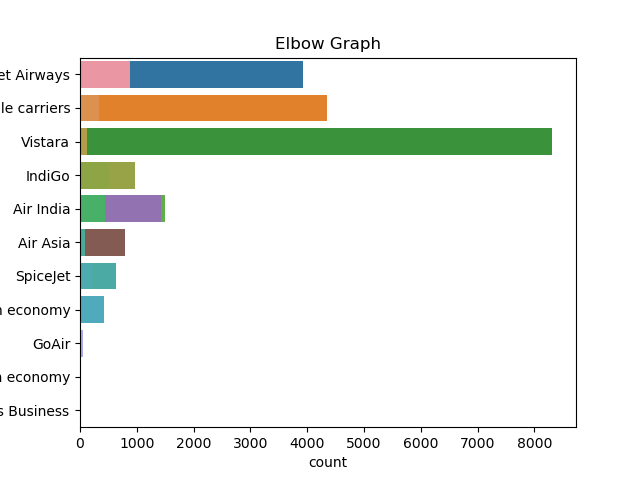 Elbow Graph
et Airways
le carriers
Vistara
IndiGo
Air India
Air Asia
SpiceJet
economy
GoAir
economy
s Business
0 1000 2000 3000 4000 5000 6000 7000 8000
count